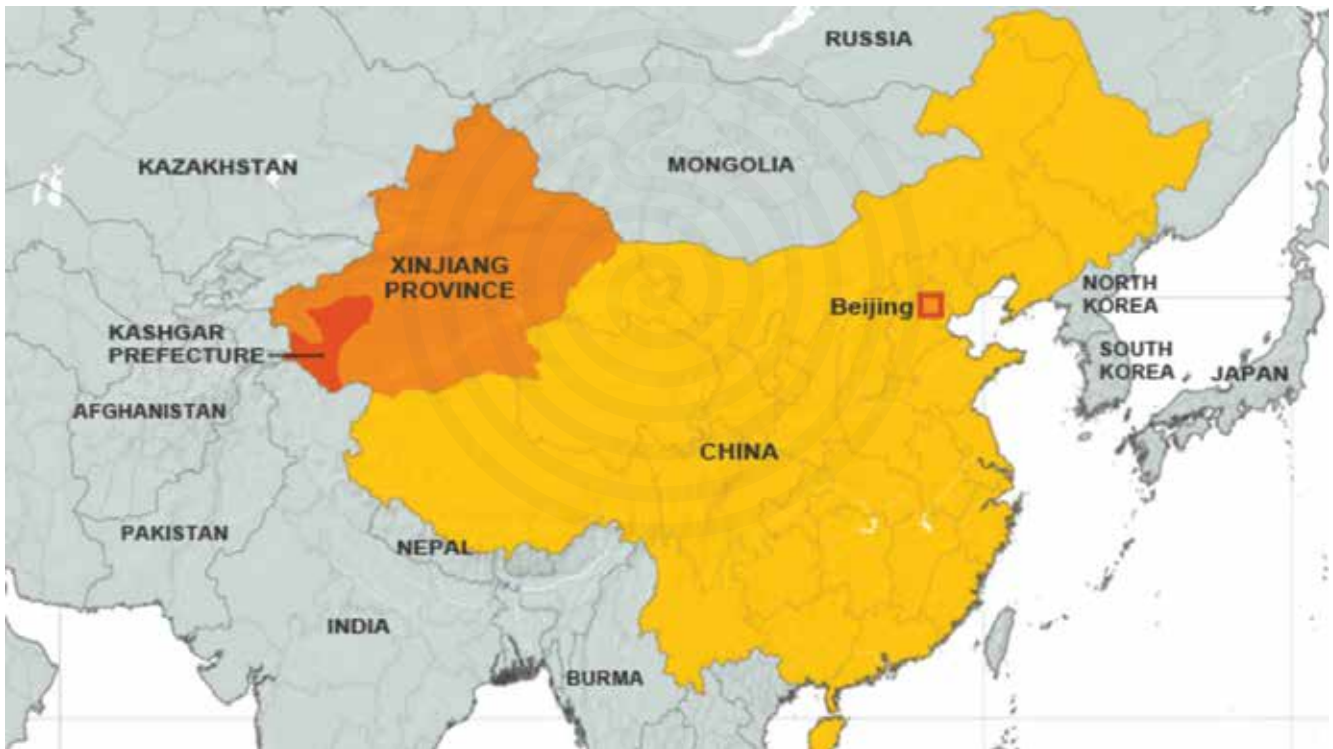 RUSSIA
KAZAKHSTAN
MONGOLIA
XINJIANG
PROVINCE
Beijing
NORTH
KOREA
KASHGAR
PREFECTURE
SOUTH
KOREA
JAPAN
AFGHANISTAN
CHINA
PAKISTAN
NEPAL
INDIA
BURMA